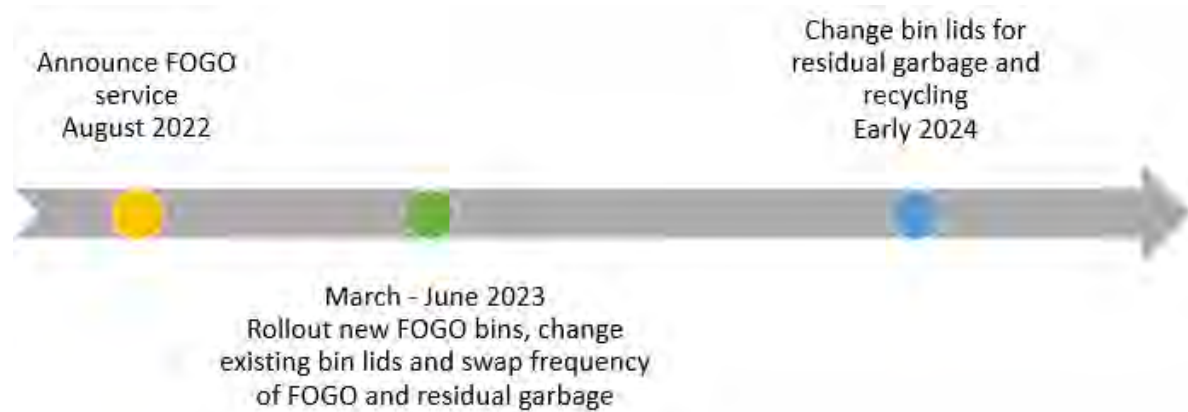 Announce FOGO
service
August 2022
March - June 2023
Rollout new FOGO bins, change
existing bin lids and swap frequency
of FOGO and residual garbage
Change bin lids for
residual garbage and
recycling
Early 2024